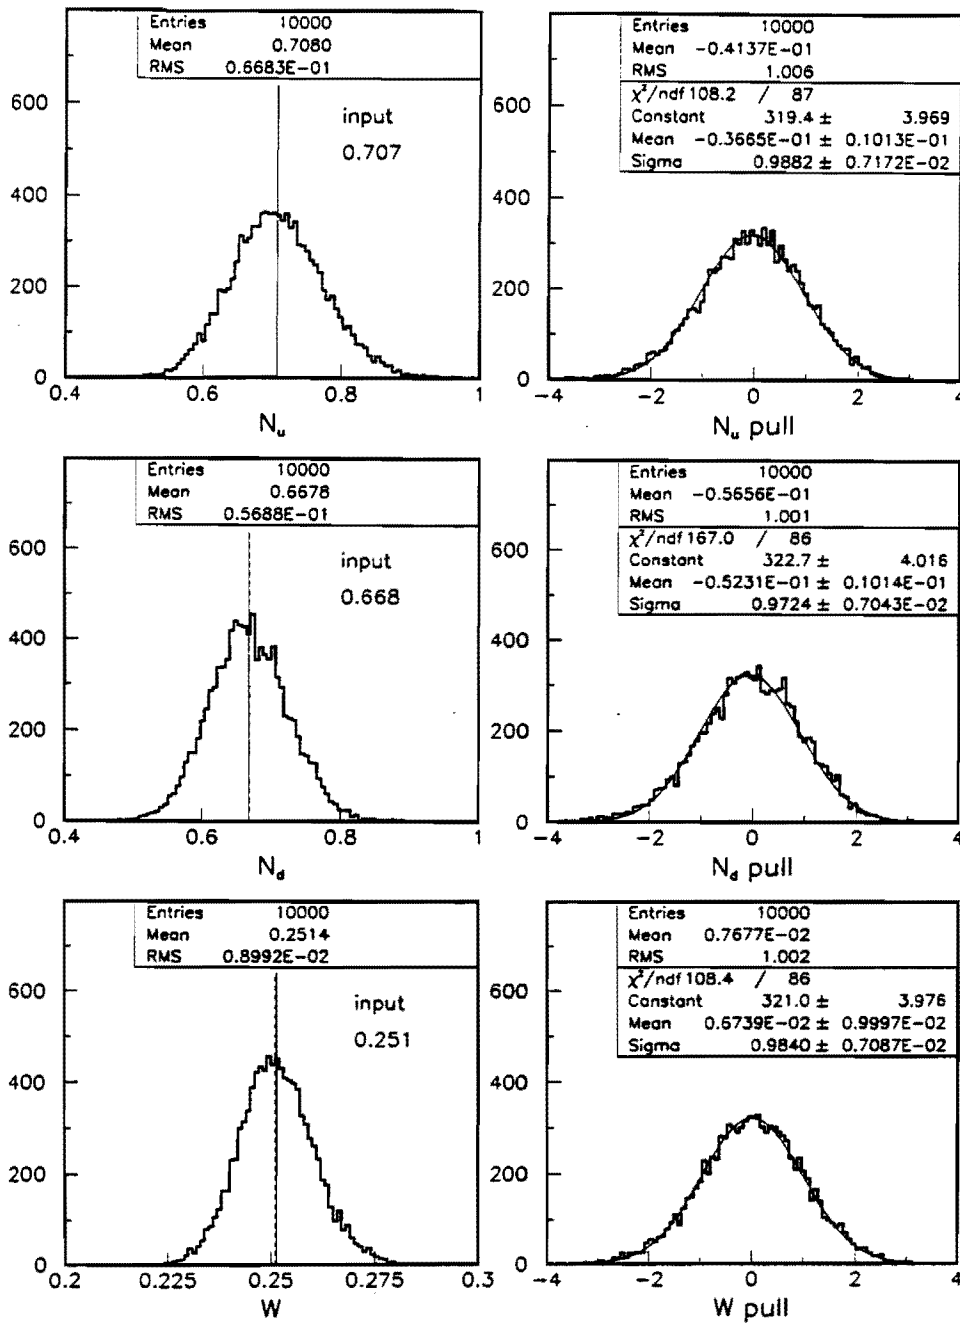 Entries 10000
Mean 0.7080
RMS 0.6683E-01
input
0.707
600
400
200
0
0.4 0.6 0.8 1
N_u
Entries 10000
Mean -0.4137E-01
RMS 1.006
χ²/ndf 108.2 / 87
Constant 319.4 ± 3.969
Mean -0.3665E-01 ± 0.1013E-01
Sigma 0.9882 ± 0.7172E-02
600
400
200
0
-4 -2 0 2 4
N_u pull
Entries 10000
Mean 0.6678
RMS 0.5688E-01
input
0.668
600
400
200
0
0.4 0.6 0.8 1
N_d
Entries 10000
Mean -0.5656E-01
RMS 1.001
χ²/ndf 167.0 / 86
Constant 322.7 ± 4.016
Mean -0.5231E-01 ± 0.1014E-01
Sigma 0.9724 ± 0.7043E-02
600
400
200
0
-4 -2 0 2 4
N_d pull
Entries 10000
Mean 0.2514
RMS 0.8992E-02
input
0.251
600
400
200
0
0.2 0.225 0.25 0.275 0.3
W
Entries 10000
Mean 0.7677E-02
RMS 1.002
χ²/ndf 108.4 / 86
Constant 321.0 ± 3.976
Mean 0.6739E-02 ± 0.9997E-02
Sigma 0.9840 ± 0.7087E-02
600
400
200
0
-4 -2 0 2 4
W pull